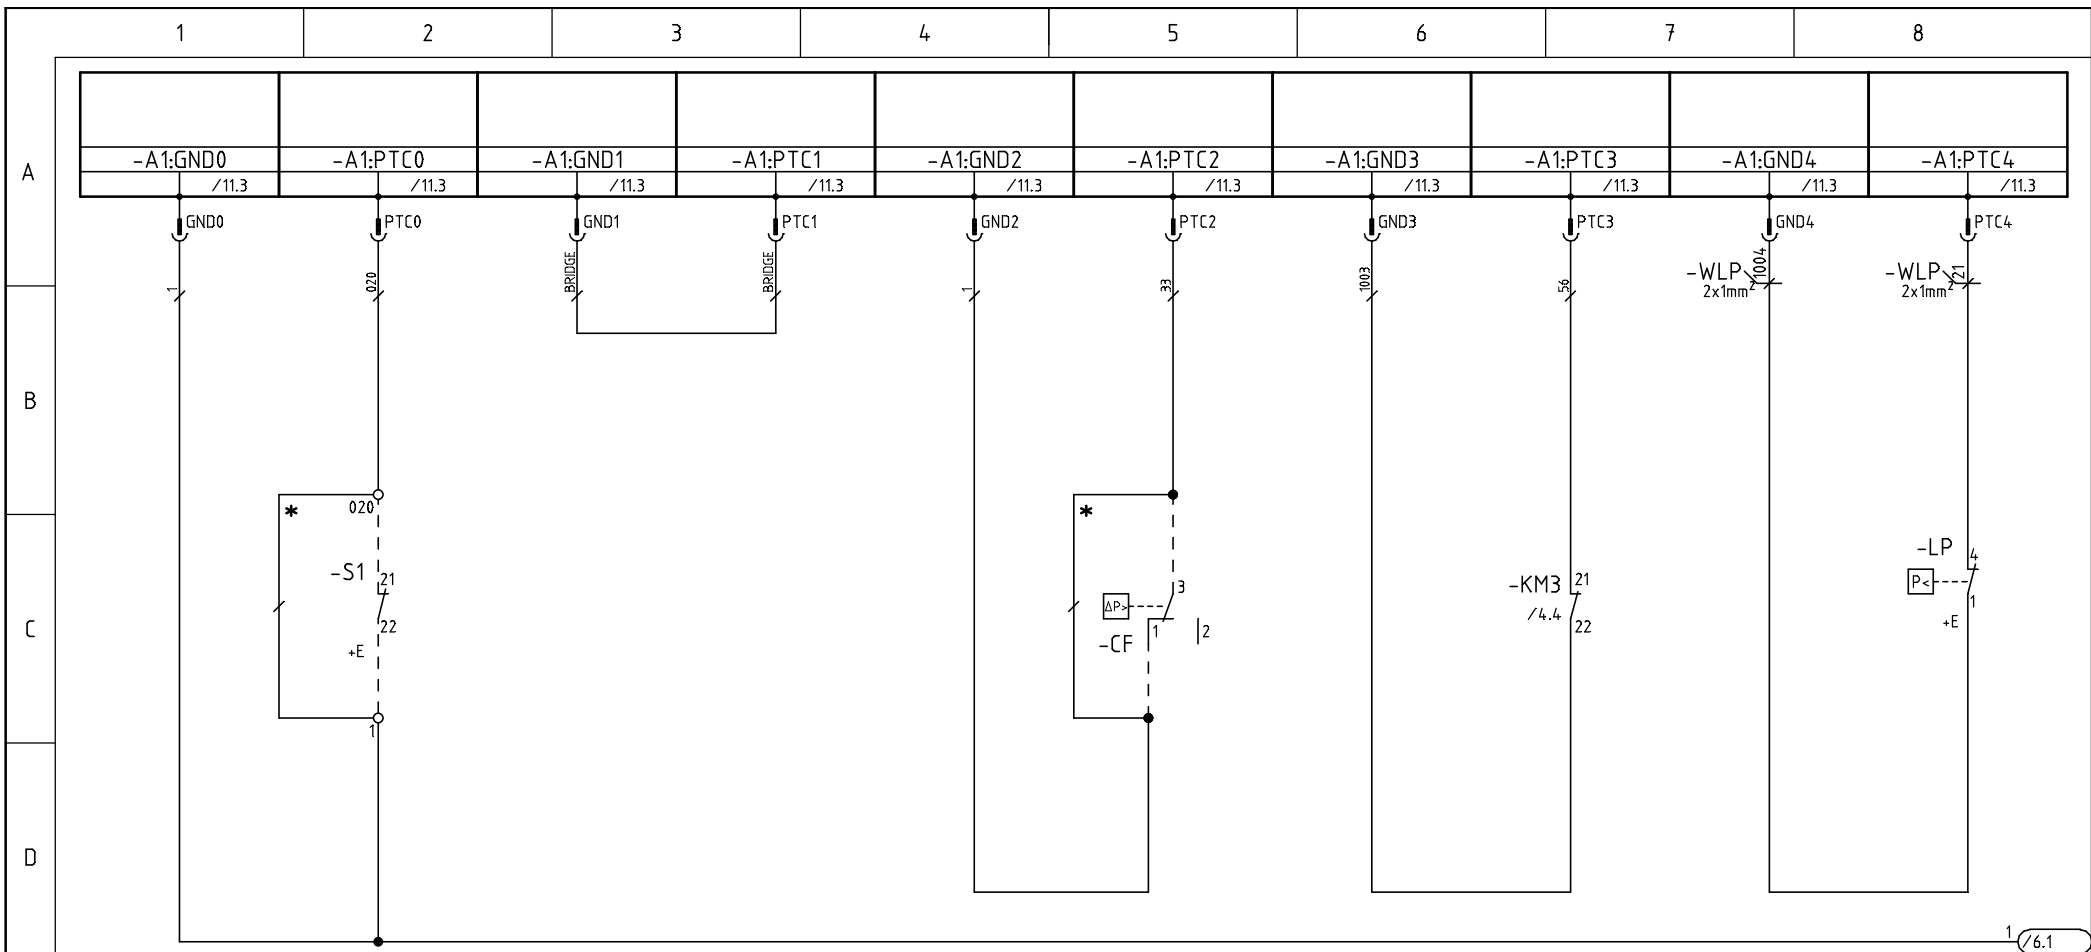 1 2 3 4 5 6 7 8
A
-A1:GND0 -A1:PTC0 -A1:GND1 -A1:PTC1 -A1:GND2 -A1:PTC2 -A1:GND3 -A1:PTC3 -A1:GND4 -A1:PTC4
/11.3 /11.3 /11.3 /11.3 /11.3 /11.3 /11.3 /11.3 /11.3 /11.3
GND0 PTC0 GND1 PTC1 GND2 PTC2 GND3 PTC3 GND4 PTC4
1 020 BRIDGE BRIDGE 1 33 1003 56 1004 21
-WLP -WLP
2x1mm² 2x1mm²
B
* 020 *
-LP 4
-S1 21 3 -KM3 21 P<
ΔP> 1
C
22 -CF 1 2 /4.4 22 +E
+E
1
D
1
/6.1